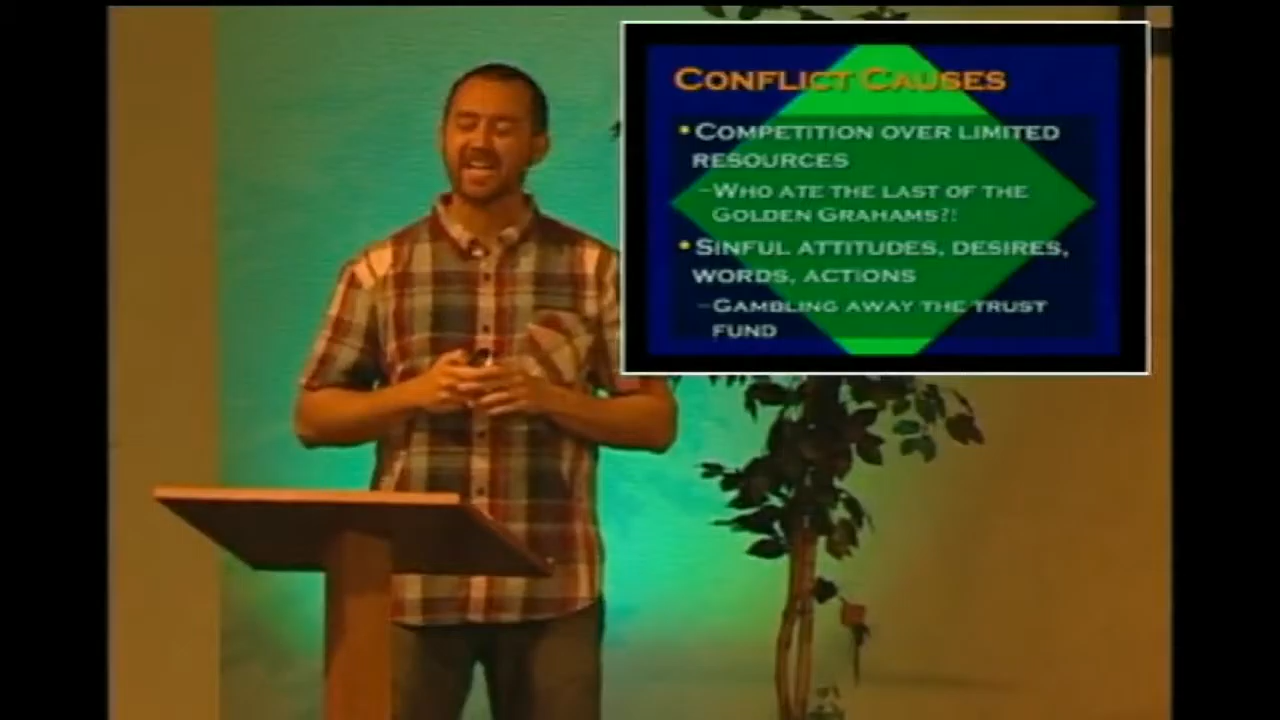 CONFLICT CAUSES
•COMPETITION OVER LIMITED
RESOURCES
–WHO ATE THE LAST OF THE
GOLDEN GRAHAMS?!
•SINFUL ATTITUDES, DESIRES,
WORDS, ACTIONS
–GAMBLING AWAY THE TRUST
FUND